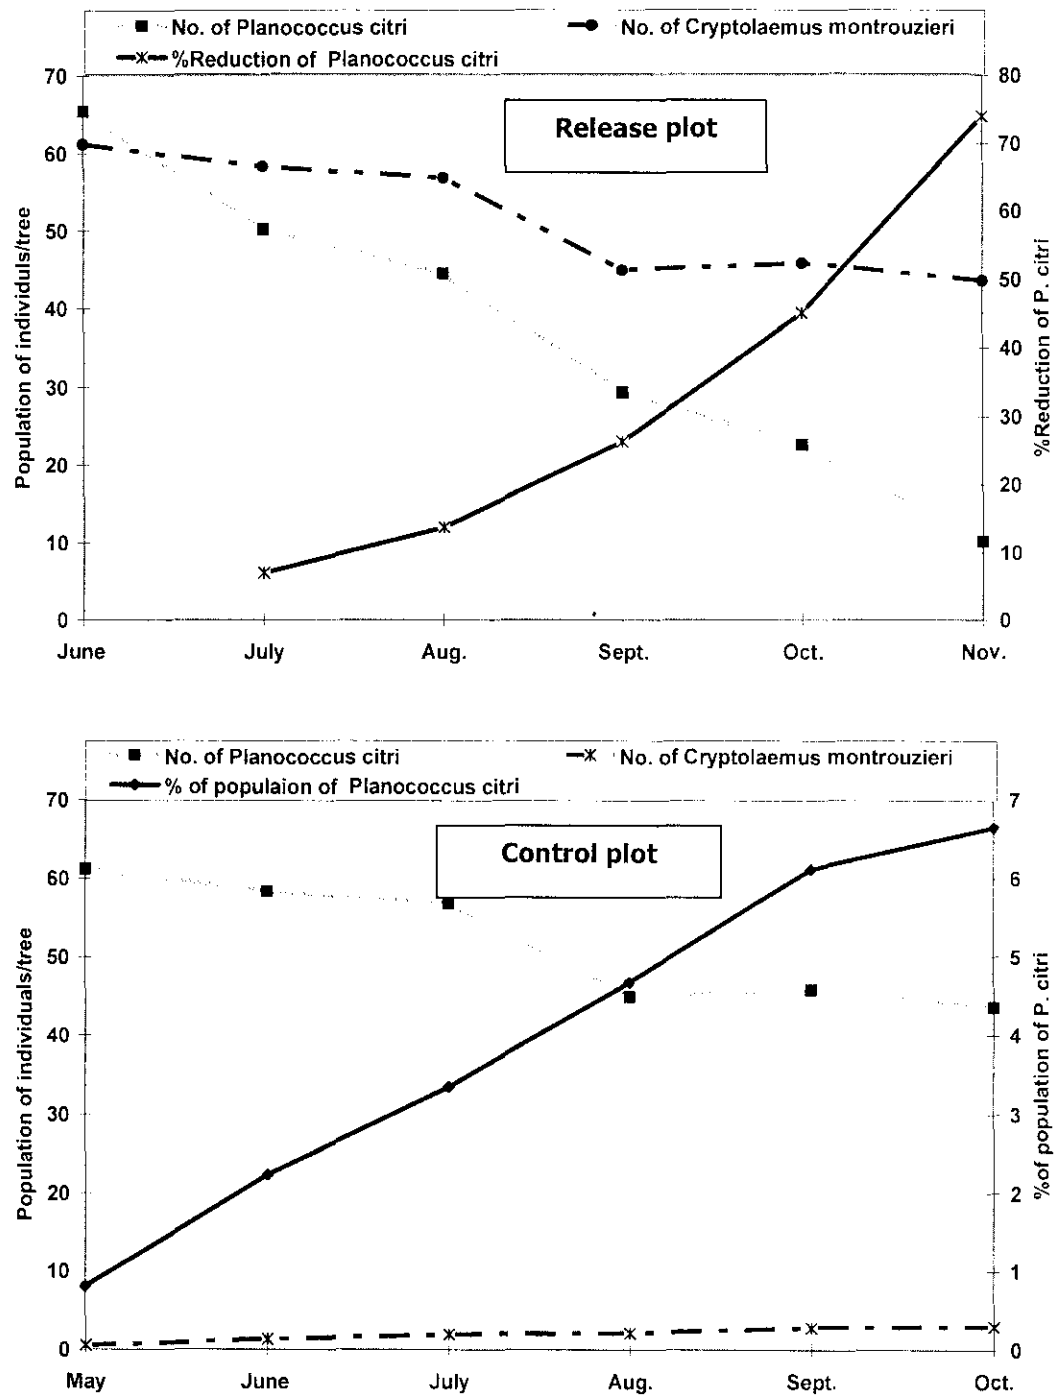 No. of Planococcus citri No. of Cryptolaemus montrouzieri
%Reduction of Planococcus citri
Release plot
Population of individuls/tree
70
60
50
40
30
20
10
0
80
70
60
50
40
30
20
10
0
%Reduction of P. citri
June July Aug. Sept. Oct. Nov.
No. of Planococcus citri No. of Cryptolaemus montrouzieri
% of populaion of Planococcus citri
Control plot
Population of individuals/tree
70
60
50
40
30
20
10
0
7
6
5
4
3
2
1
0
%of population of P. citri
May June July Aug. Sept. Oct.